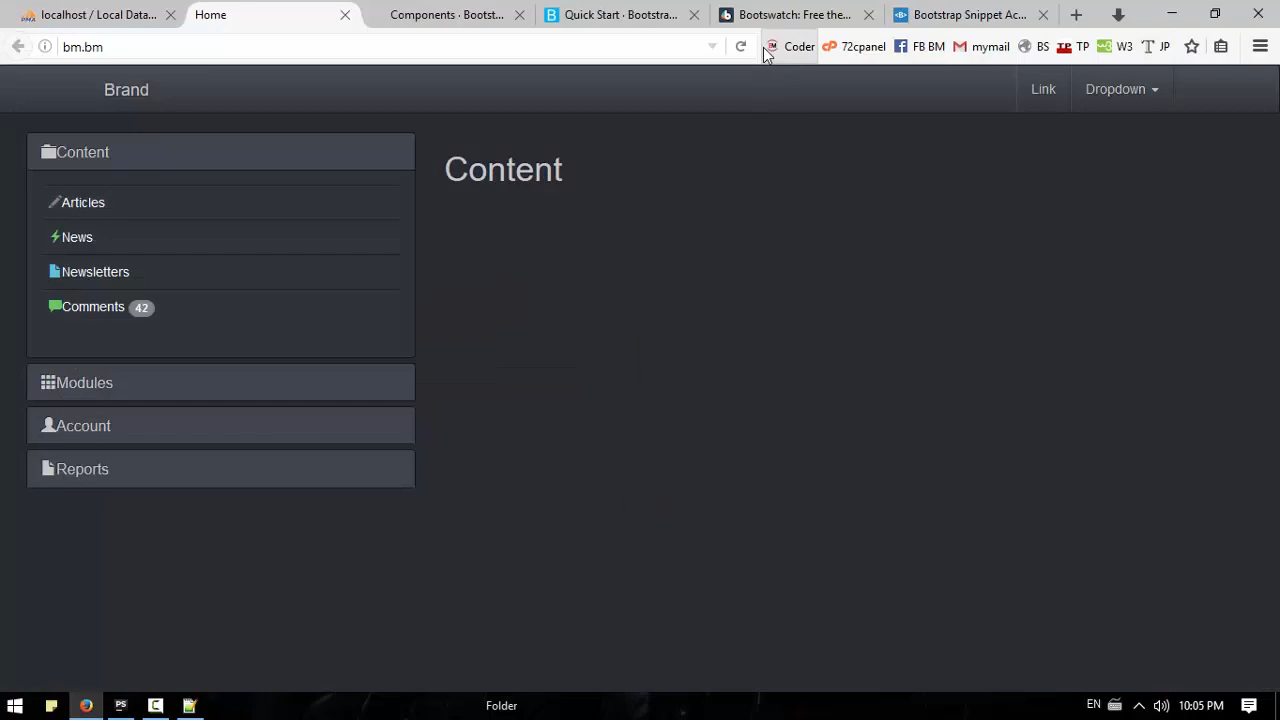 localhost / Local Data...
Home
Components · Bootst...
Quick Start · Bootstra...
Bootswatch: Free the...
Bootstrap Snippet Ac...
bm.bm
Coder
72cpanel
FB BM
mymail
BS
TP
W3
JP
Brand
Link
Dropdown
Content
Content
Articles
News
Newsletters
Comments 42
Modules
Account
Reports
Folder
EN
10:05 PM